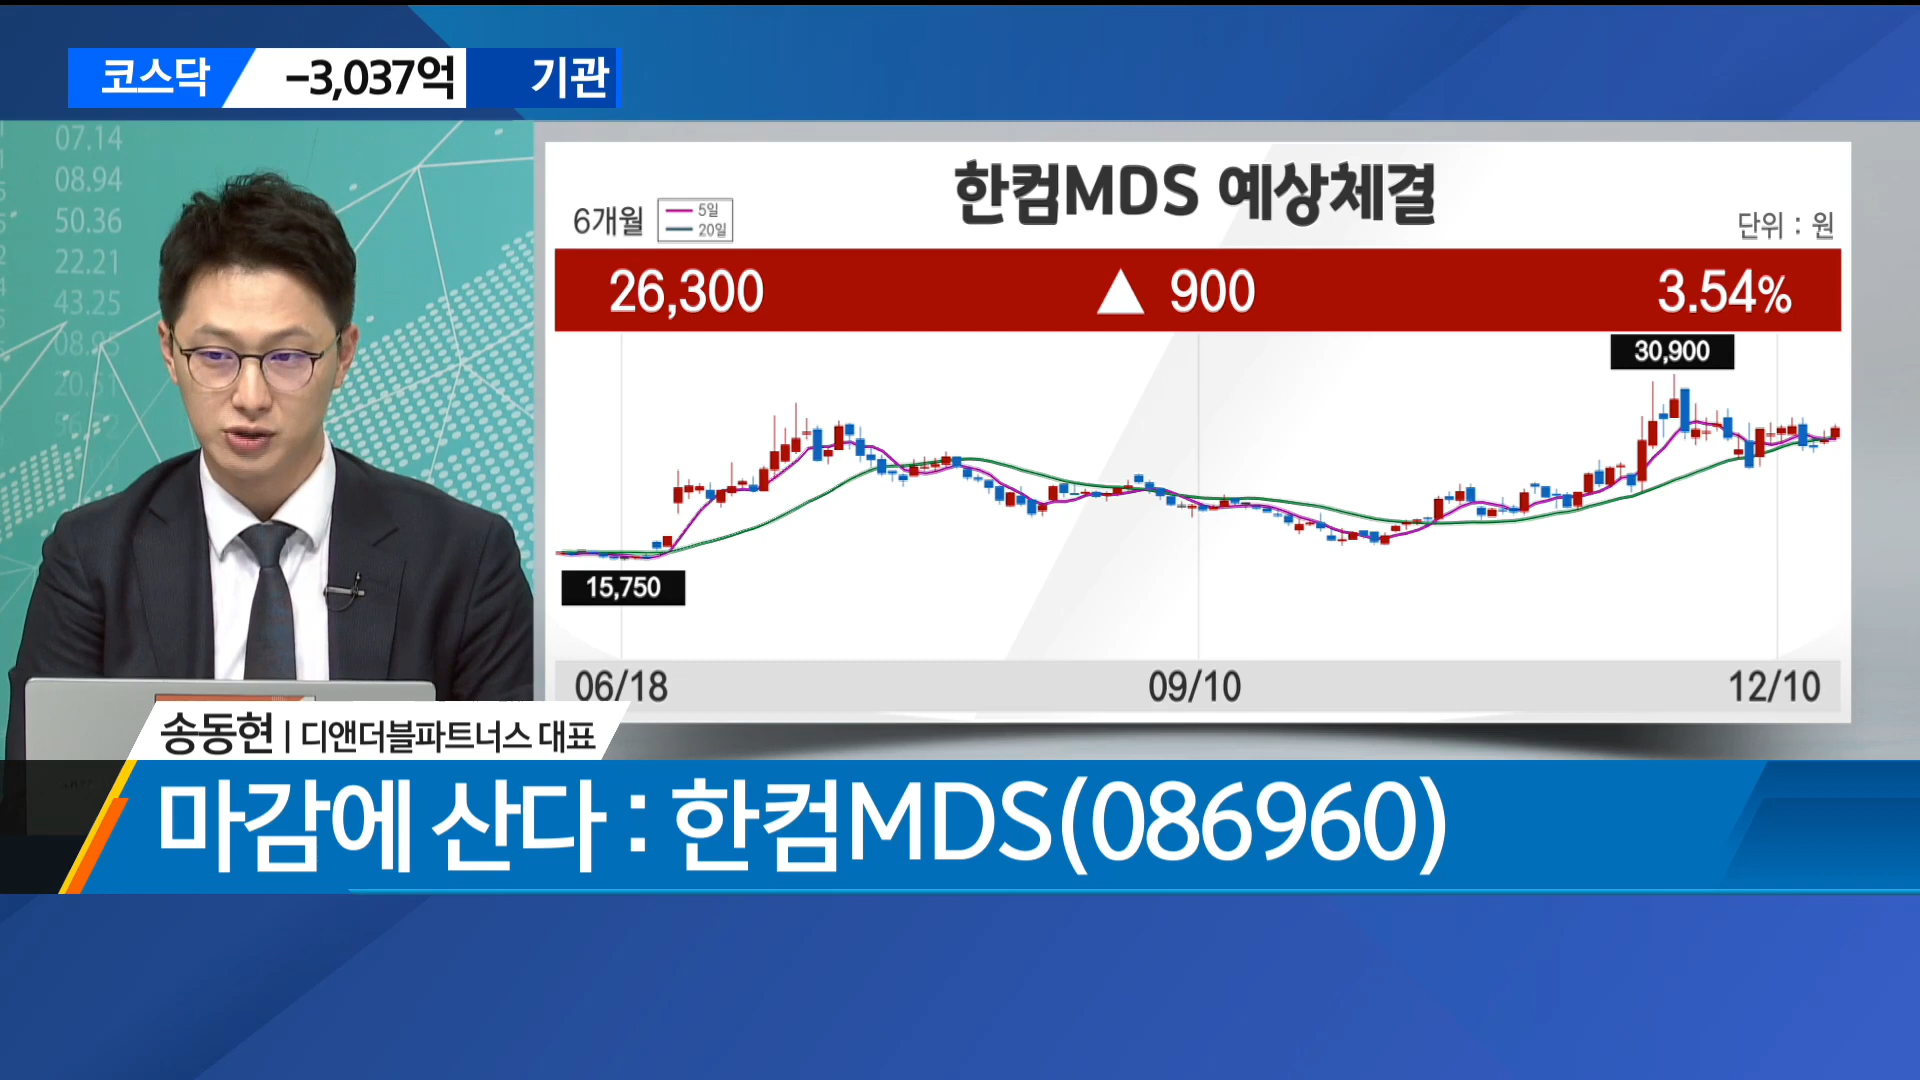 코스닥 -3,037억 기관
07.14
08.94
50.36
22.21
43.25
08.95
20.51
한컴MDS 예상체결
6개월
5일
20일
단위 : 원
26,300 ▲ 900 3.54%
30,900
15,750
06/18 09/10 12/10
송동현 | 디앤더블파트너스 대표
마감에 산다 : 한컴MDS(086960)